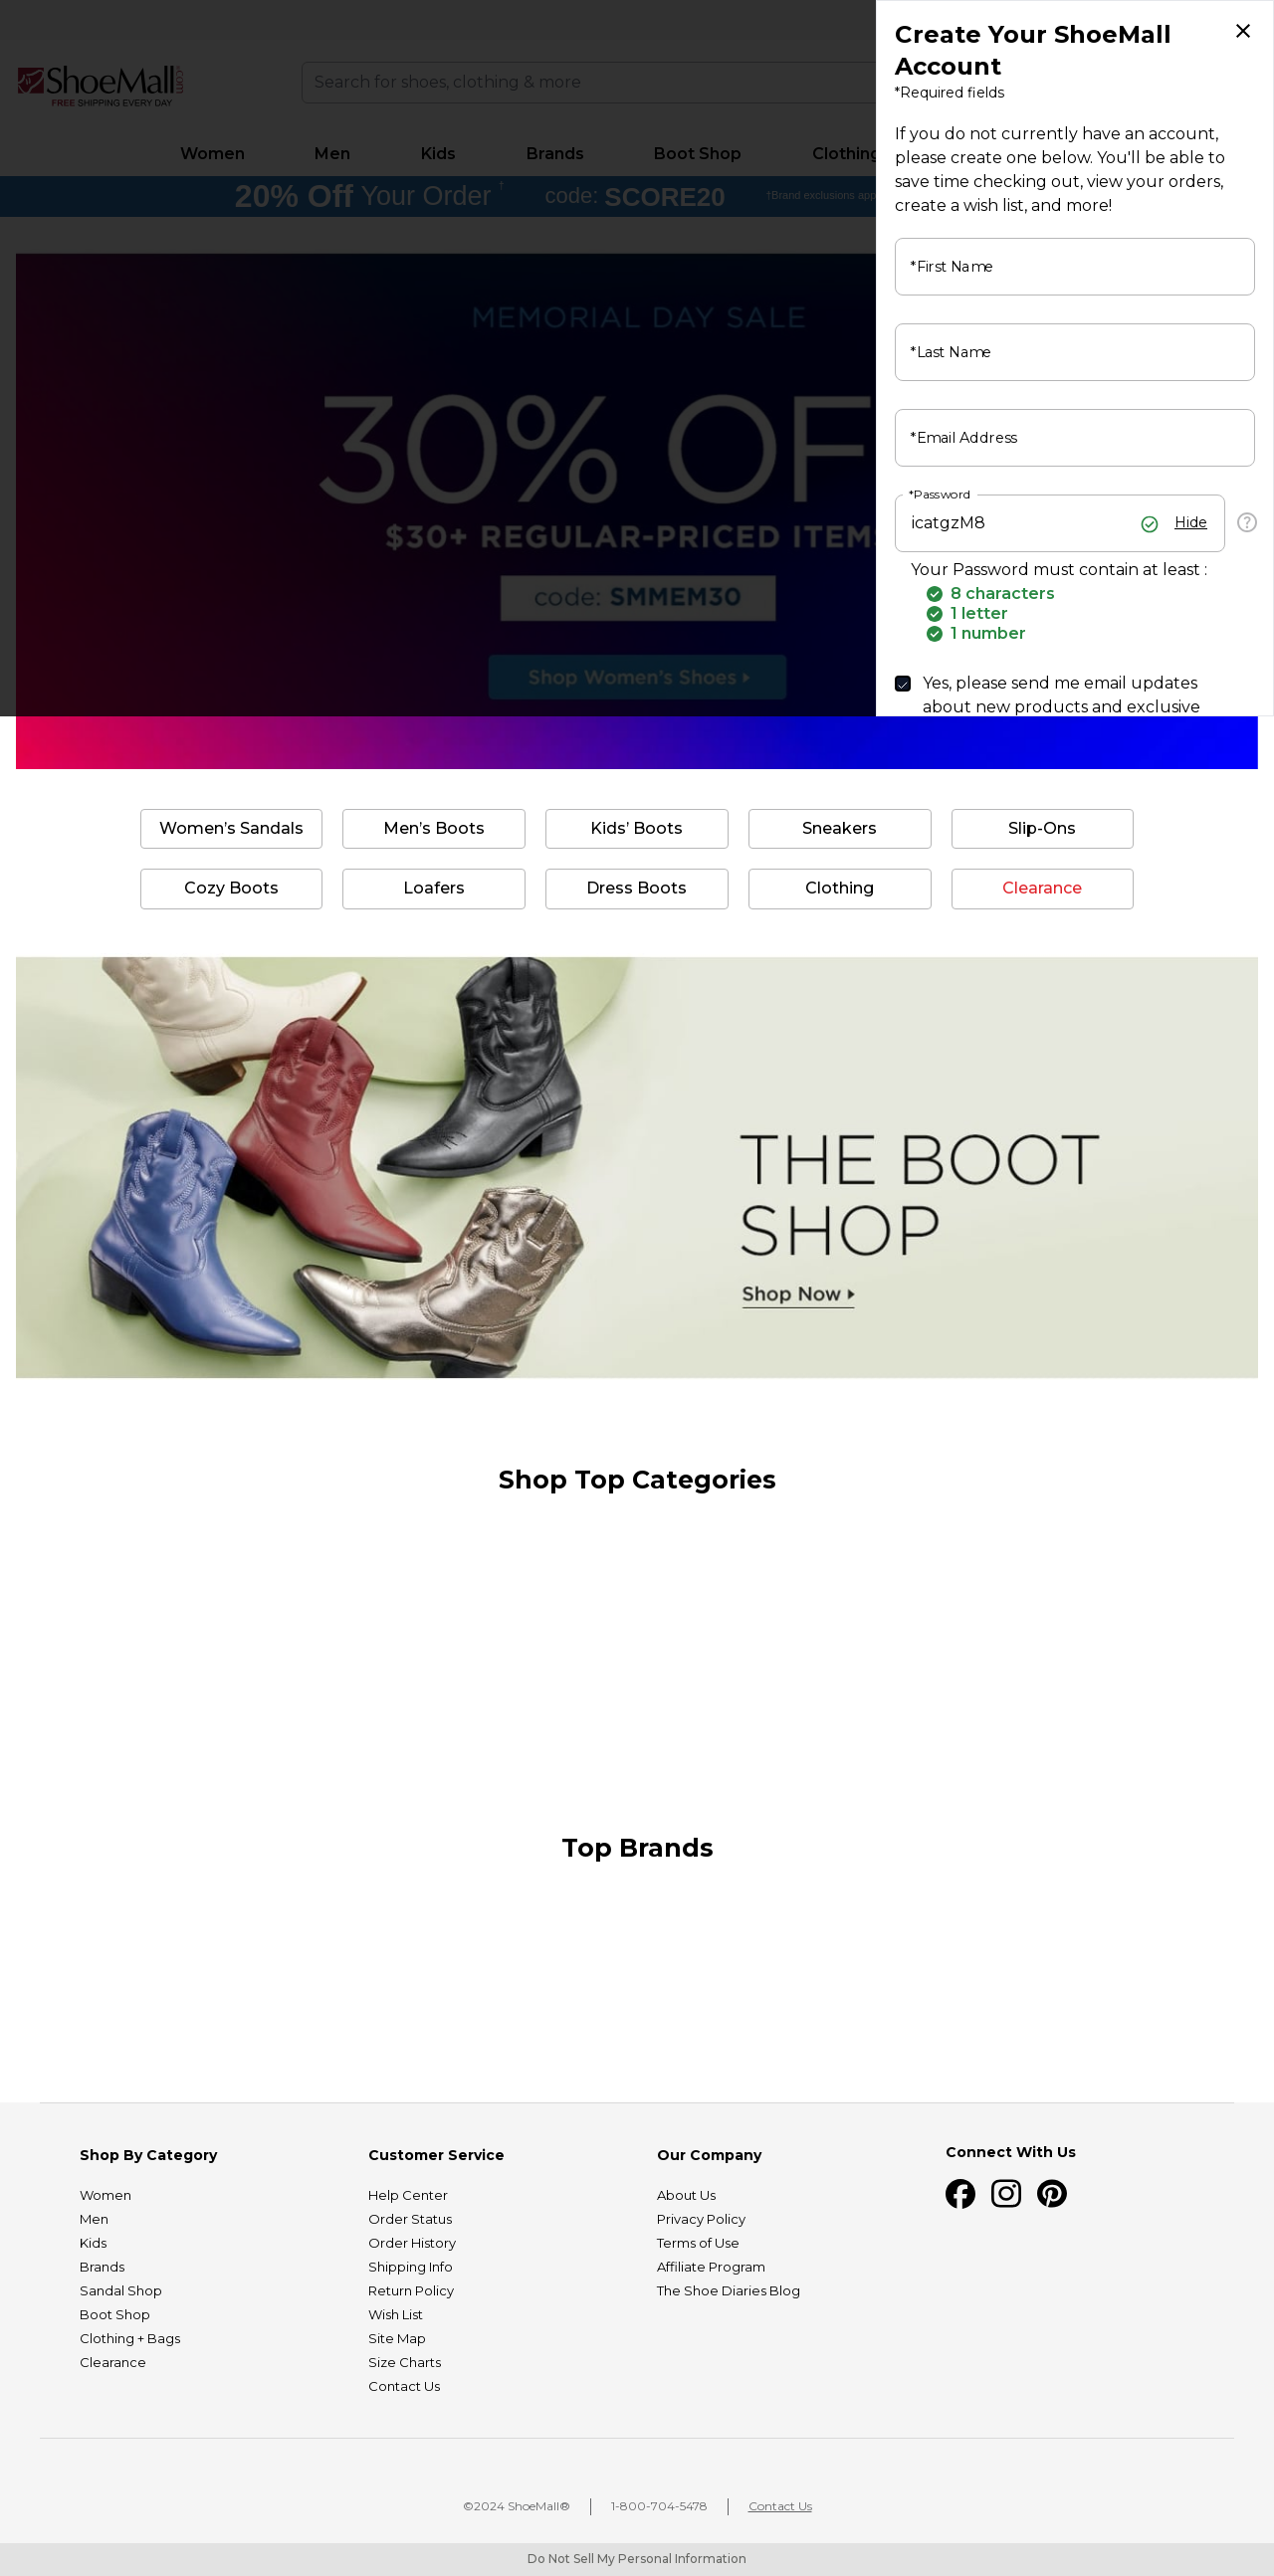 ShoeMall.com
FREE SHIPPING EVERY DAY
Search for shoes, clothing & more
Women Men Kids Brands Boot Shop Clothing
20% Off Your Order † code: SCORE20 †Brand exclusions app
MEMORIAL DAY SALE
30% OF
$30+ REGULAR-PRICED ITEMS
code: SMMEM30
Shop Women's Shoes
Create Your ShoeMall
Account
*Required fields
If you do not currently have an account,
please create one below. You'll be able to
save time checking out, view your orders,
create a wish list, and more!
*First Name
*Last Name
*Email Address
*Password
icatgzM8 Hide ?
Your Password must contain at least :
8 characters
1 letter
1 number
Yes, please send me email updates
about new products and exclusive
Women’s Sandals Men’s Boots Kids’ Boots Sneakers Slip-Ons
Cozy Boots Loafers Dress Boots Clothing Clearance
THE BOOT
SHOP
Shop Now
Shop Top Categories
Top Brands
Shop By Category
Women
Men
Kids
Brands
Sandal Shop
Boot Shop
Clothing + Bags
Clearance
Customer Service
Help Center
Order Status
Order History
Shipping Info
Return Policy
Wish List
Site Map
Size Charts
Contact Us
Our Company
About Us
Privacy Policy
Terms of Use
Affiliate Program
The Shoe Diaries Blog
Connect With Us
©2024 ShoeMall® 1-800-704-5478 Contact Us
Do Not Sell My Personal Information